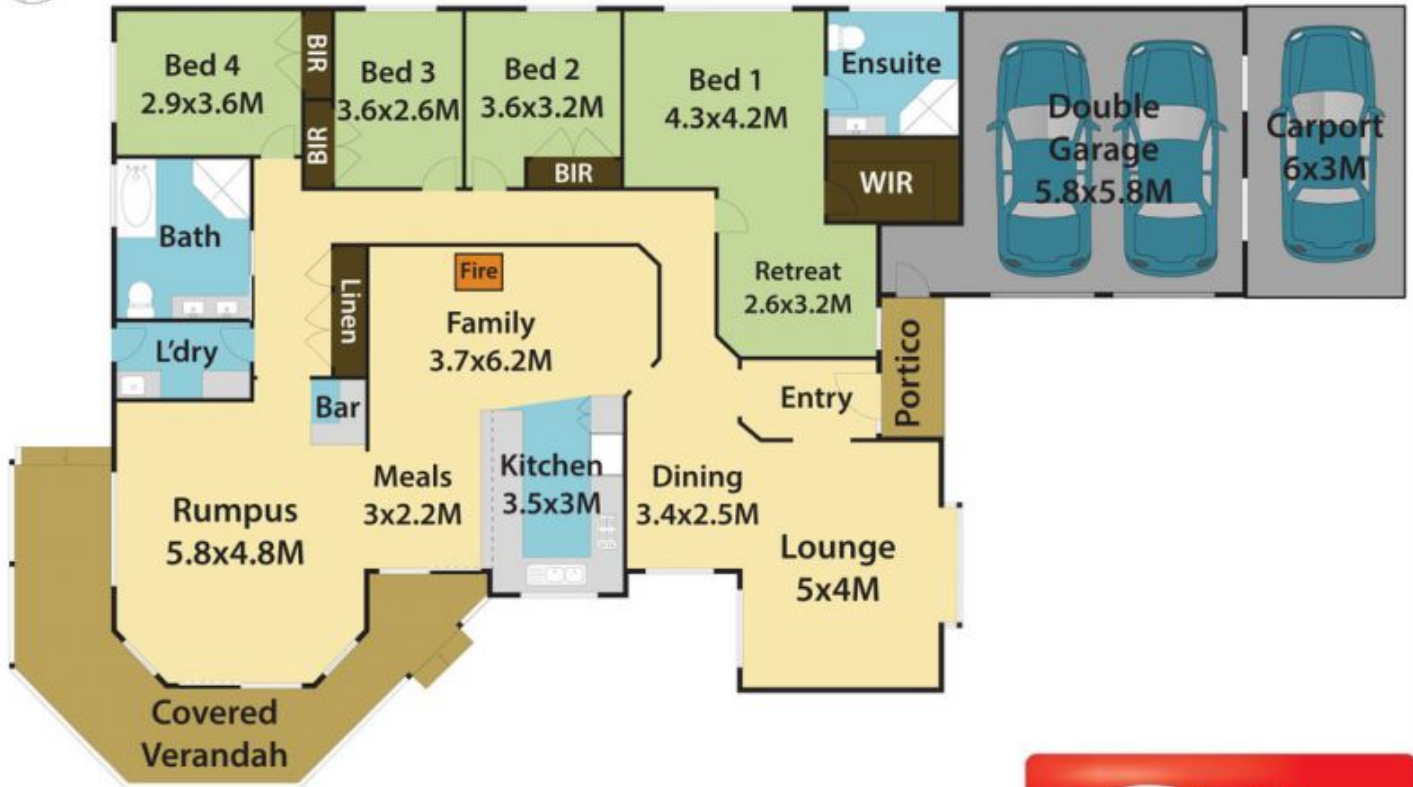 Bed 4
2.9x3.6M
BIR
BIR
Bed 3
3.6x2.6M
Bed 2
3.6x3.2M
BIR
Bed 1
4.3x4.2M
Ensuite
WIR
Double
Garage
5.8x5.8M
Carport
6x3M
Bath
Linen
Fire
Family
3.7x6.2M
Retreat
2.6x3.2M
L'dry
Bar
Entry
Portico
Rumpus
5.8x4.8M
Meals
3x2.2M
Kitchen
3.5x3M
Dining
3.4x2.5M
Lounge
5x4M
Covered
Verandah